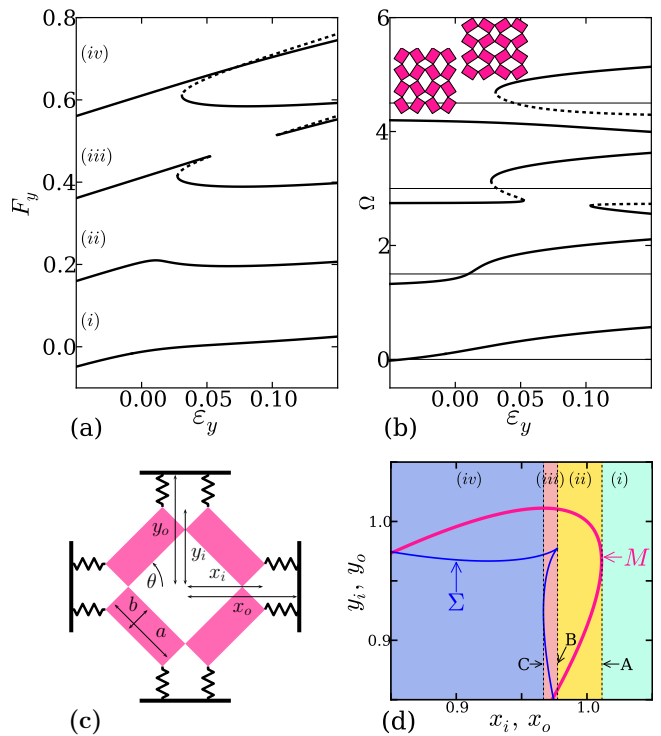 0.8
0.6
0.4
0.2
0.0
F_y
(iv)
(iii)
(ii)
(i)
0.00
0.05
0.10
ε_y
(a)
6
4
2
0
Ω
0.00
0.05
0.10
ε_y
(b)
y_o
y_i
x_i
x_o
θ
b
a
(c)
(iv)
(iii)
(ii)
(i)
1.0
0.9
y_i, y_o
M
Σ
B
C
A
0.9
1.0
x_i, x_o
(d)